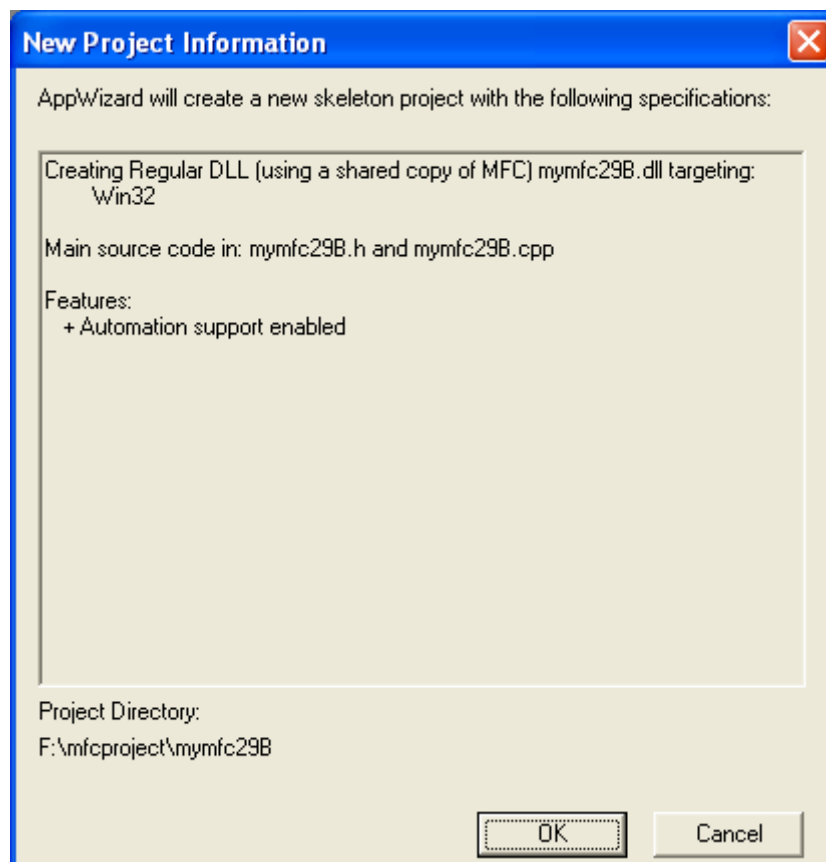 New Project Information
AppWizard will create a new skeleton project with the following specifications:
Creating Regular DLL (using a shared copy of MFC) mymfc29B.dll targeting:
Win32
Main source code in: mymfc29B.h and mymfc29B.cpp
Features:
+ Automation support enabled
Project Directory:
F:\mfcproject\mymfc29B
OK
Cancel